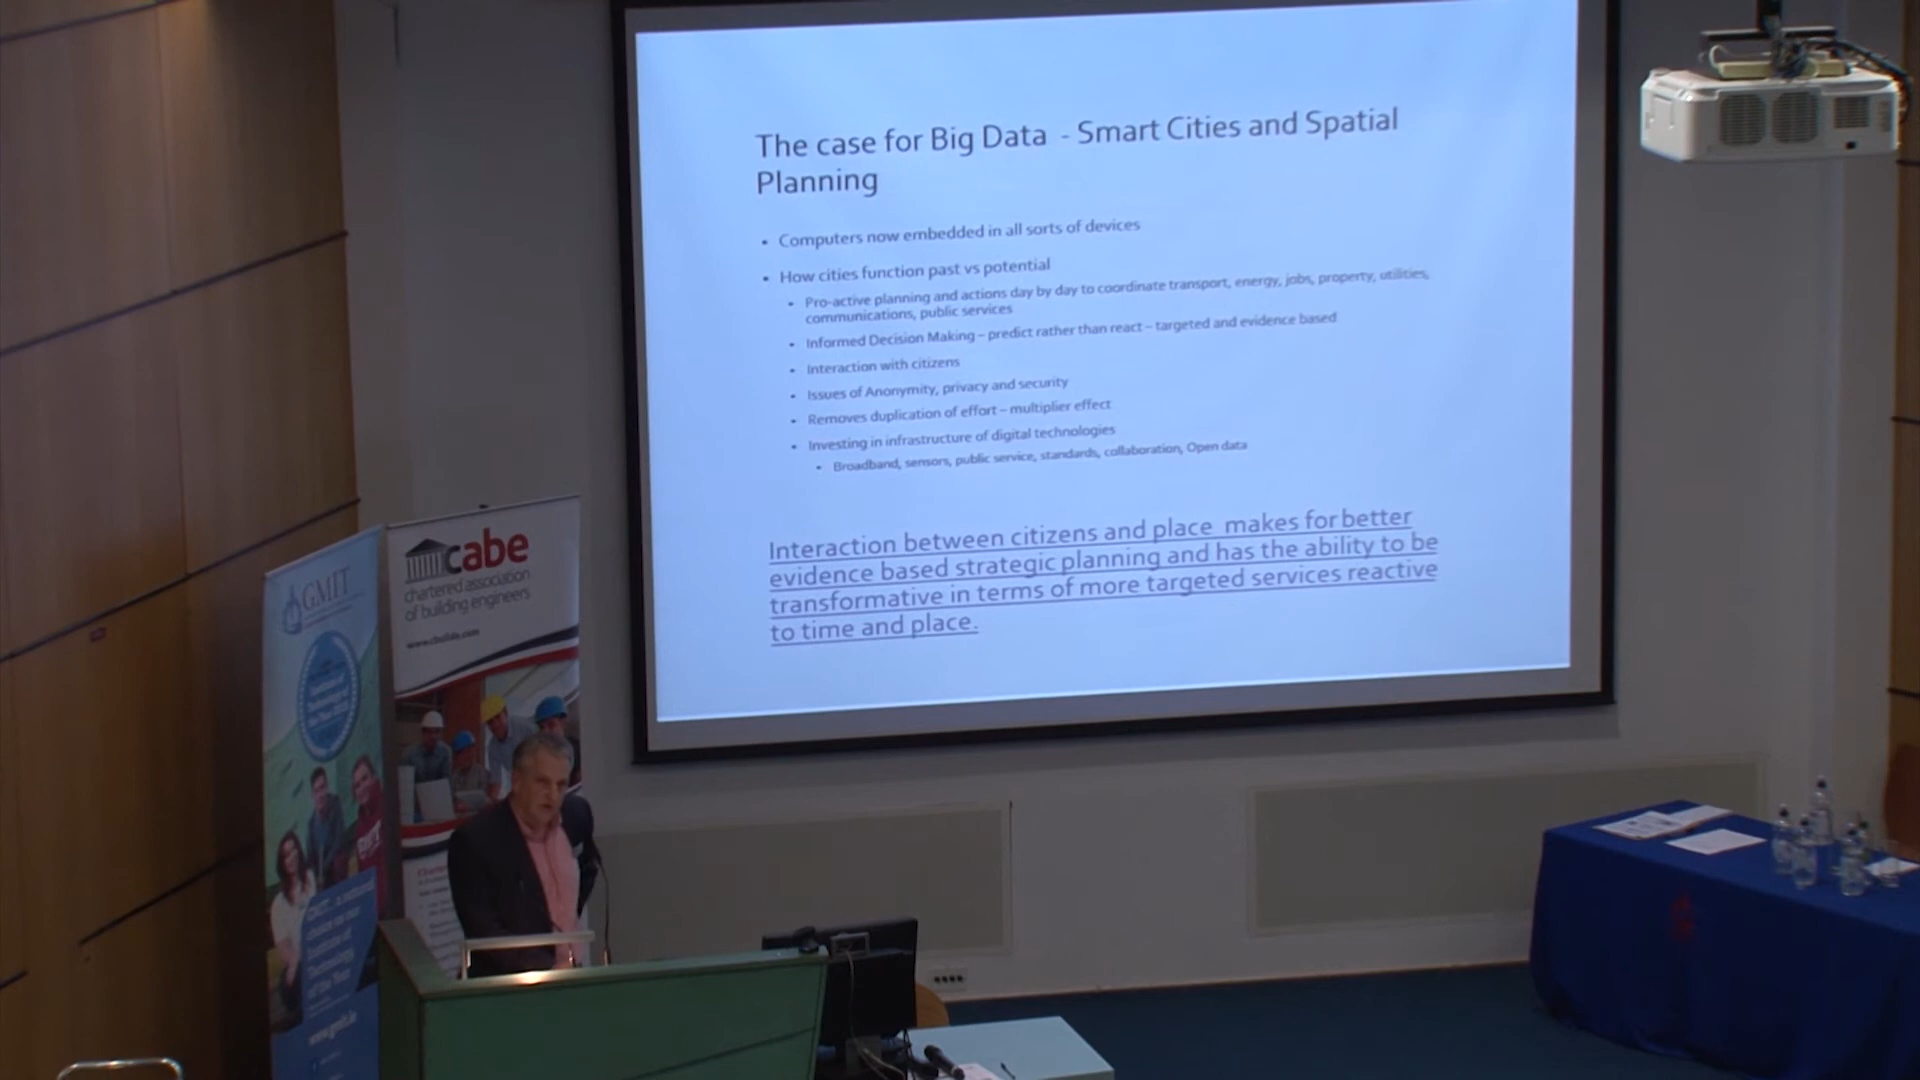 The case for Big Data - Smart Cities and Spatial
Planning
• Computers now embedded in all sorts of devices
• How cities function past vs potential
• Pro-active planning and actions day by day to coordinate transport, energy, jobs, property, utilities,
communications, public services
• Informed Decision Making – predict rather than react – targeted and evidence based
• Interaction with citizens
• Issues of Anonymity, privacy and security
• Removes duplication of effort – multiplier effect
• Investing in infrastructure of digital technologies
• Broadband, sensors, public service, standards, collaboration, Open data
Interaction between citizens and place makes for better
evidence based strategic planning and has the ability to be
transformative in terms of more targeted services reactive
to time and place.
GMIT
cabe
chartered association
of building engineers
Institute of
Technology
of the Year
www.gmit.ie